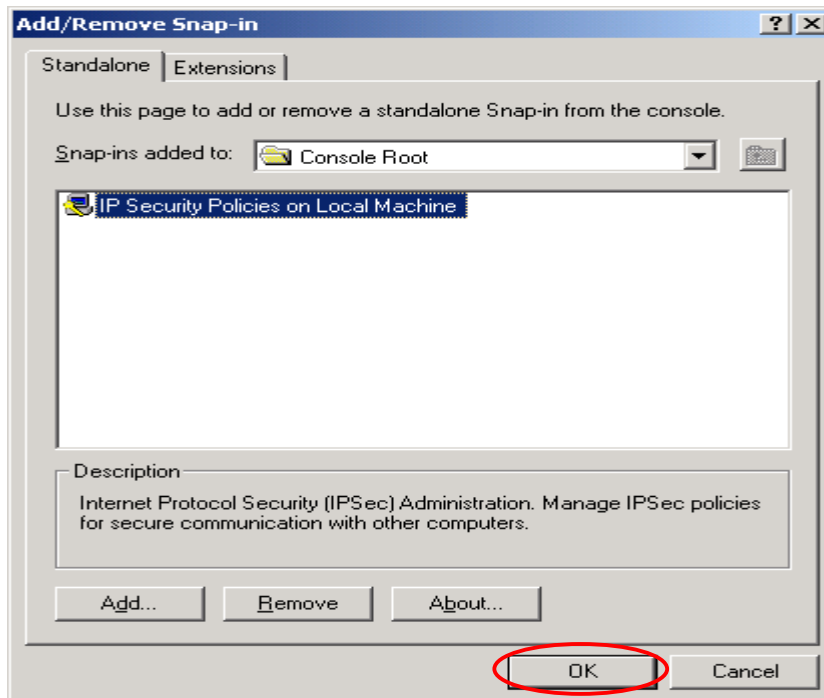 Add/Remove Snap-in
Standalone
Extensions
Use this page to add or remove a standalone Snap-in from the console.
Snap-ins added to:
Console Root
IP Security Policies on Local Machine
Description
Internet Protocol Security (IPSec) Administration. Manage IPSec policies
for secure communication with other computers.
Add...
Remove
About...
OK
Cancel